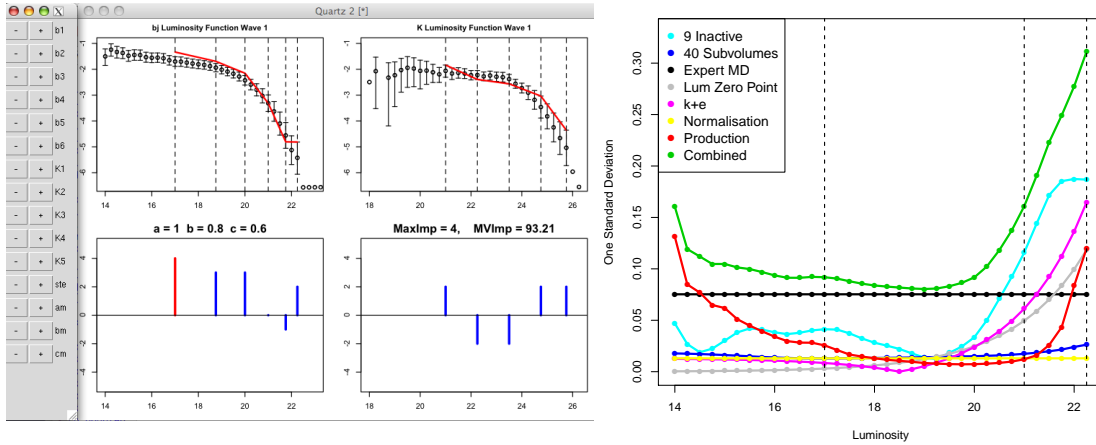 Quartz 2 [*]
X
- + b1
- + b2
- + b3
- + b4
- + b5
- + b6
- + K1
- + K2
- + K3
- + K4
- + K5
- + ste
- + am
- + bm
- + cm
bj Luminosity Function Wave 1
-1
-2
-3
-4
-5
-6
14 16 18 20 22
K Luminosity Function Wave 1
-1
-2
-3
-4
-5
-6
18 20 22 24 26
a = 1 b = 0.8 c = 0.6
4
2
0
-2
-4
14 16 18 20 22
MaxImp = 4, MVImp = 93.21
4
2
0
-2
-4
18 20 22 24 26
9 Inactive
40 Subvolumes
Expert MD
Lum Zero Point
k+e
Normalisation
Production
Combined
One Standard Deviation
0.30
0.25
0.20
0.15
0.10
0.05
0.00
14 16 18 20 22
Luminosity